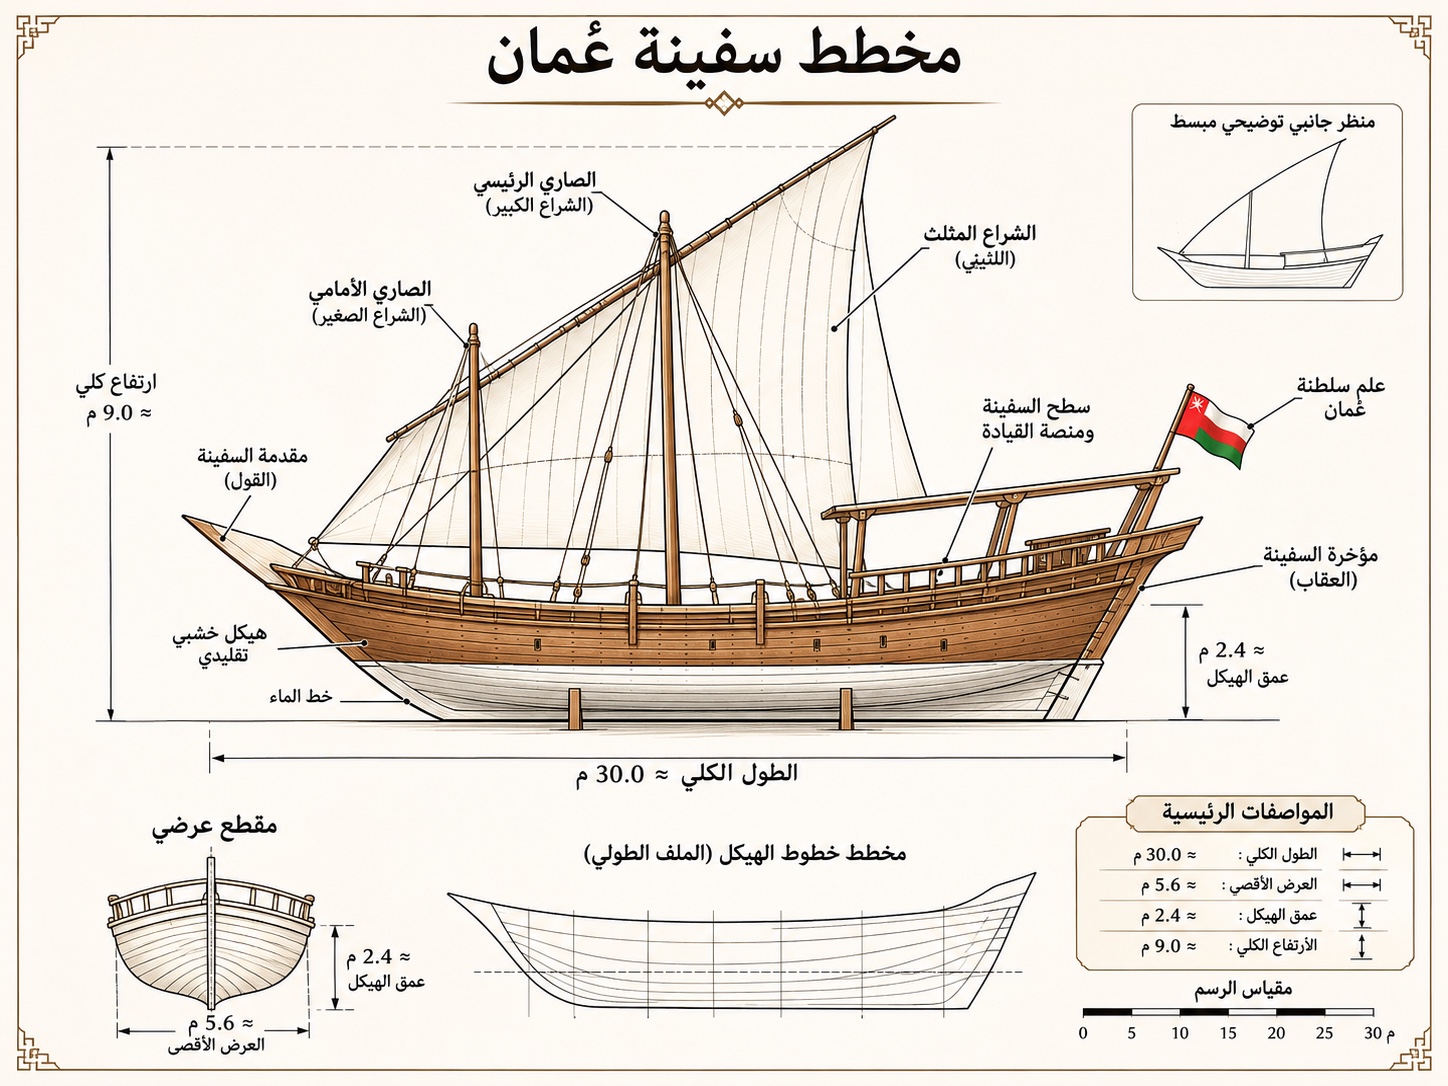 مخطط سفينة عُمان
منظر جانبي توضيحي مبسط
الصاري الرئيسي
(الشراع الكبير)
الشراع المثلث
(اللثيني)
الصاري الأمامي
(الشراع الصغير)
ارتفاع كلي
≈ 9.0 م
علم سلطنة
عُمان
سطح السفينة
ومنصة القيادة
مقدمة السفينة
(القول)
مؤخرة السفينة
(العقاب)
هيكل خشبي
تقليدي
≈ 2.4 م
عمق الهيكل
خط الماء
الطول الكلي ≈ 30.0 م
مقطع عرضي
≈ 2.4 م
عمق الهيكل
≈ 5.6 م
العرض الأقصى
مخطط خطوط الهيكل (الملف الطولي)
المواصفات الرئيسية
الطول الكلي : ≈ 30.0 م
العرض الأقصي : ≈ 5.6 م
عمق الهيكل : ≈ 2.4 م
الأرتفاع الكلي : ≈ 9.0 م
مقياس الرسم
0 5 10 15 20 25 30 م